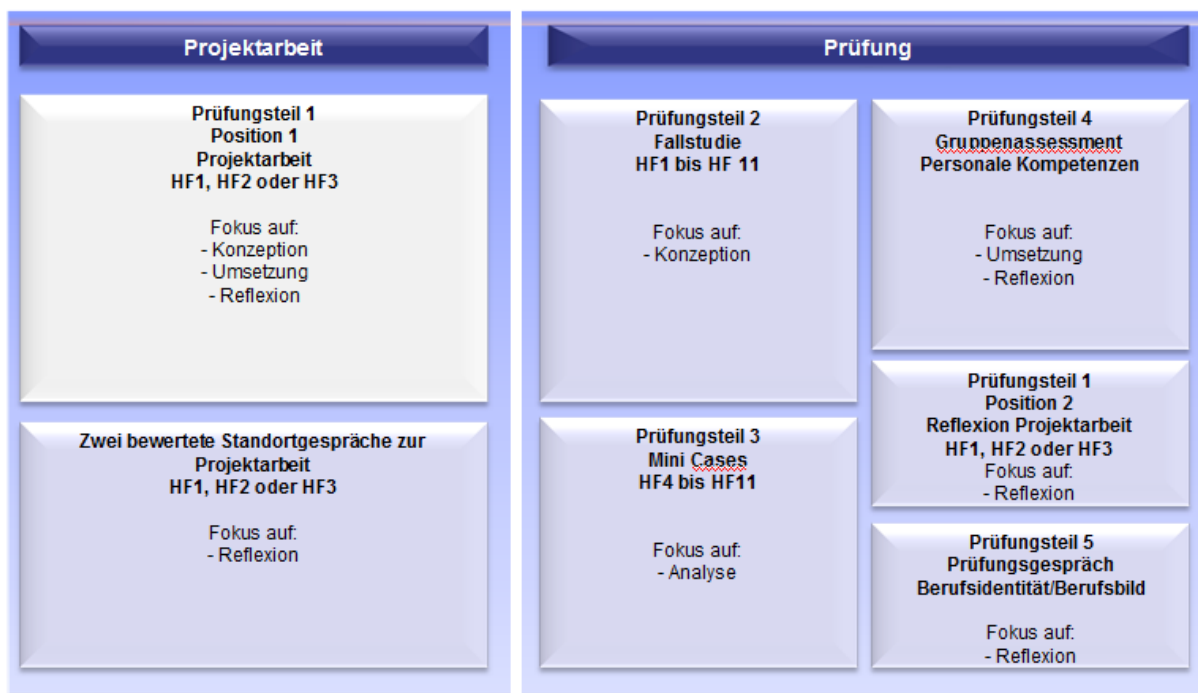 Projektarbeit
Prüfungsteil 1
Position 1
Projektarbeit
HF1, HF2 oder HF3
Fokus auf:
- Konzeption
- Umsetzung
- Reflexion
Zwei bewertete Standortgespräche zur
Projektarbeit
HF1, HF2 oder HF3
Fokus auf:
- Reflexion
Prüfung
Prüfungsteil 2
Fallstudie
HF1 bis HF 11
Fokus auf:
- Konzeption
Prüfungsteil 3
Mini Cases
HF4 bis HF11
Fokus auf:
- Analyse
Prüfungsteil 4
Gruppenassessment
Personale Kompetenzen
Fokus auf:
- Umsetzung
- Reflexion
Prüfungsteil 1
Position 2
Reflexion Projektarbeit
HF1, HF2 oder HF3
Fokus auf:
- Reflexion
Prüfungsteil 5
Prüfungsgespräch
Berufsidentität/Berufsbild
Fokus auf:
- Reflexion